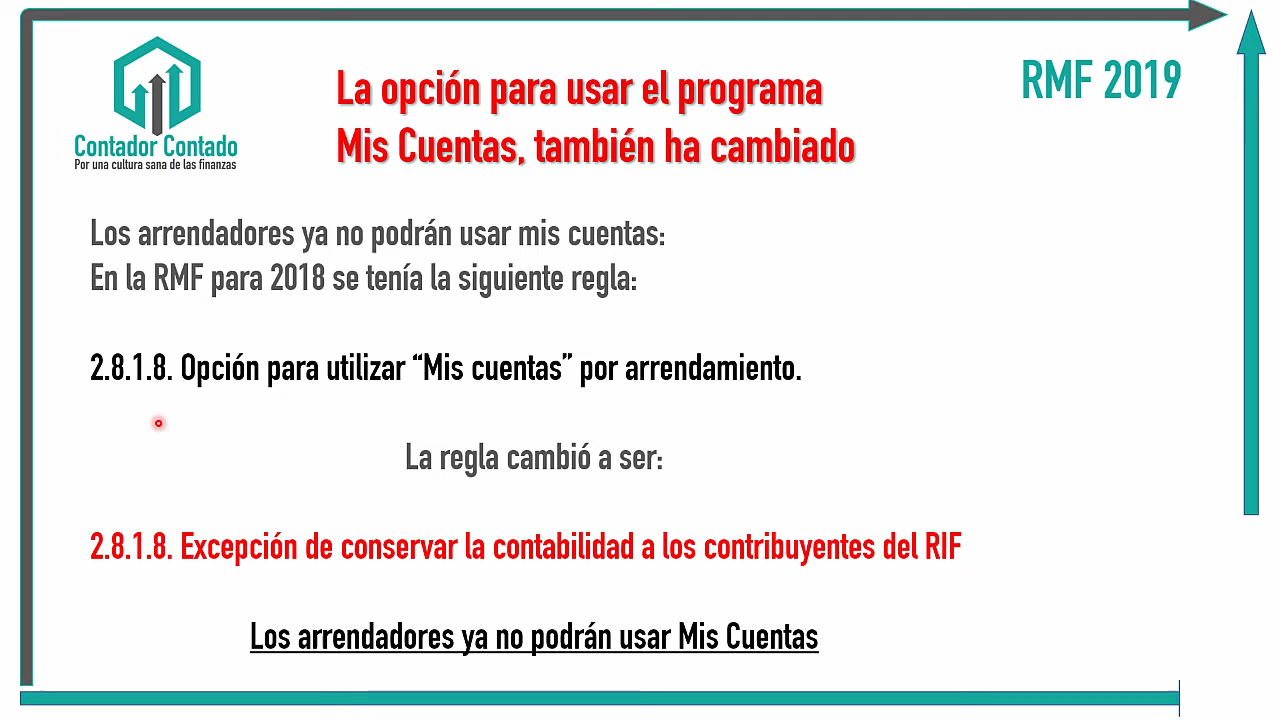 La opción para usar el programa
Mis Cuentas, también ha cambiado
RMF 2019
Contador Contado
Por una cultura sana de las finanzas
Los arrendadores ya no podrán usar mis cuentas:
En la RMF para 2018 se tenía la siguiente regla:
2.8.1.8. Opción para utilizar “Mis cuentas” por arrendamiento.
La regla cambió a ser:
2.8.1.8. Excepción de conservar la contabilidad a los contribuyentes del RIF
Los arrendadores ya no podrán usar Mis Cuentas